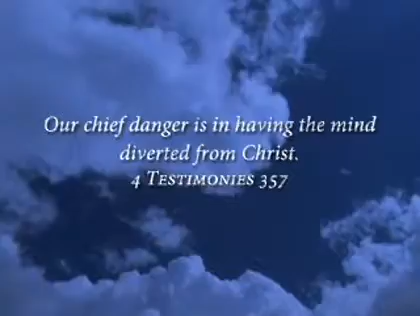 Our chief danger is in having the mind
diverted from Christ.
4 Testimonies 357